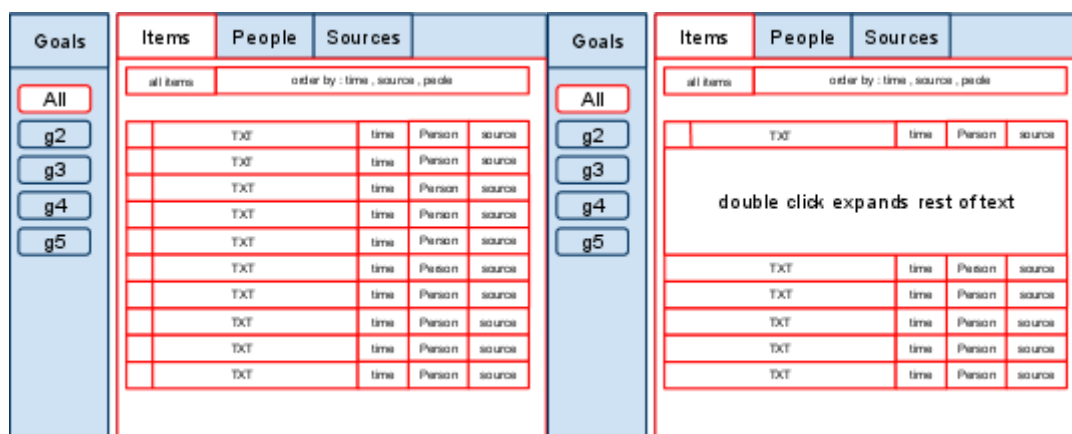 Goals
All
g2
g3
g4
g5
Items People Sources
all items order by : time , source , peole
TXT time Person source
TXT time Person source
TXT time Person source
TXT time Person source
TXT time Person source
TXT time Person source
TXT time Person source
TXT time Person source
TXT time Person source
TXT time Person source
Goals
All
g2
g3
g4
g5
Items People Sources
all items order by : time , source , peole
TXT time Person source
double click expands rest of text
TXT time Person source
TXT time Person source
TXT time Person source
TXT time Person source
TXT time Person source